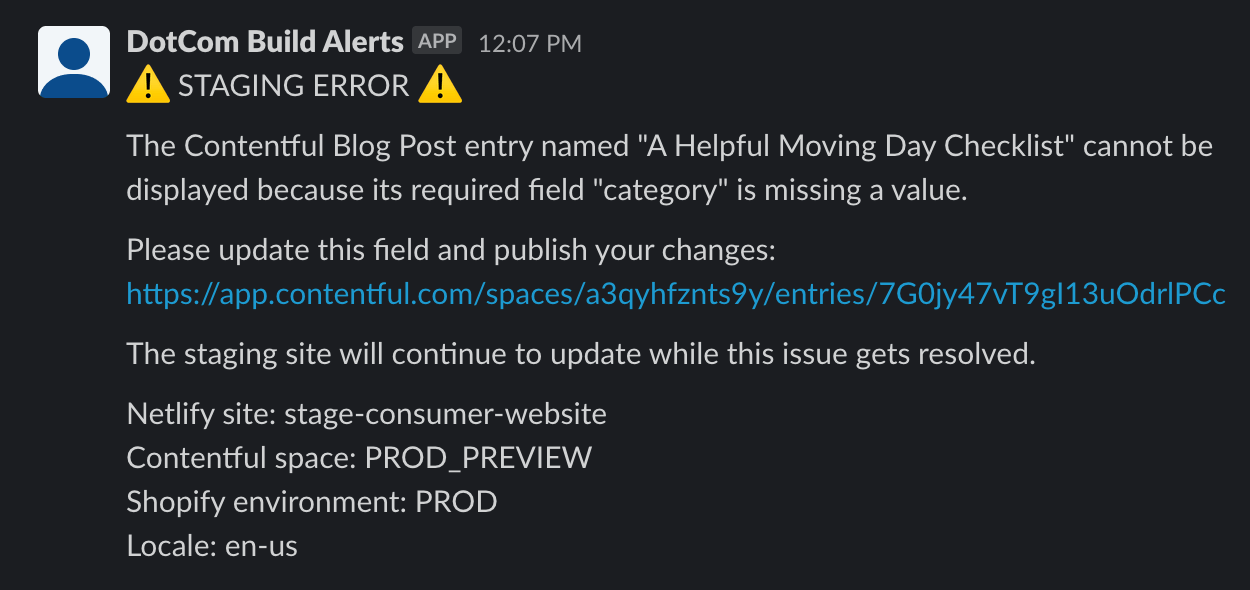 DotCom Build Alerts APP 12:07 PM
⚠️ STAGING ERROR ⚠️
The Contentful Blog Post entry named "A Helpful Moving Day Checklist" cannot be
displayed because its required field "category" is missing a value.
Please update this field and publish your changes:
https://app.contentful.com/spaces/a3qyhfznts9y/entries/7G0jy47vT9gI13uOdrlPCc
The staging site will continue to update while this issue gets resolved.
Netlify site: stage-consumer-website
Contentful space: PROD_PREVIEW
Shopify environment: PROD
Locale: en-us